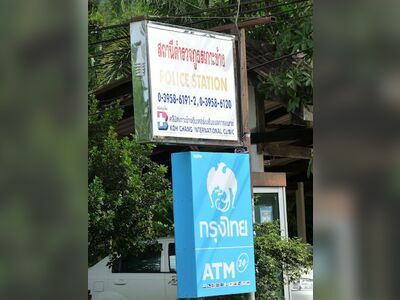 สถานีตำรวจภูธรเกาะช้าง
POLICE STATION
0-3958-6191-2, 0-3958-6130
KOH CHANG INTERNATIONAL CLINIC
กรุงไทย
ATM 24